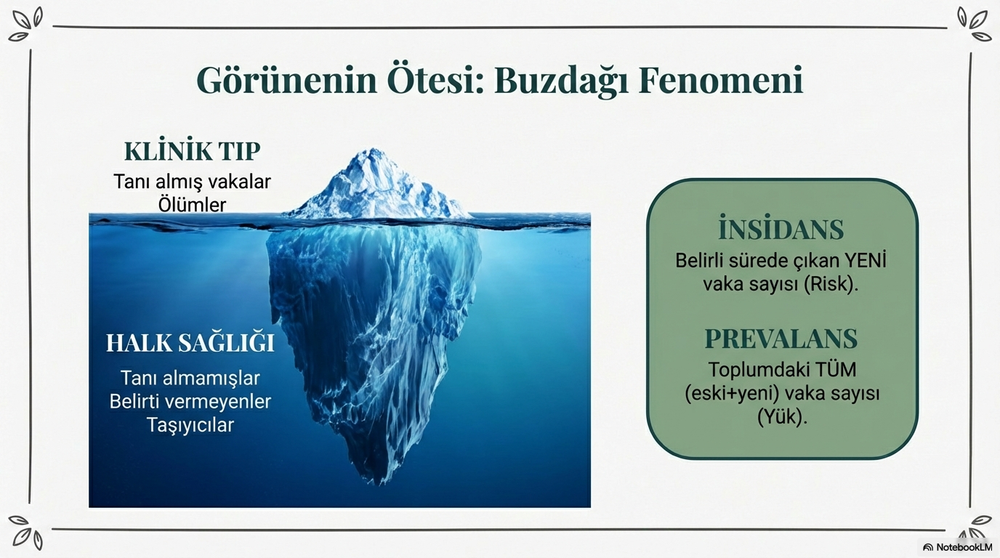 Görünenin Ötesi: Buzdağı Fenomeni
KLİNİK TIP
Tanı almış vakalar
Ölümler
HALK SAĞLIĞI
Tanı almamışlar
Belirti vermeyenler
Taşıyıcılar
İNSİDANS
Belirli sürede çıkan YENİ
vaka sayısı (Risk).
PREVALANS
Toplumdaki TÜM
(eski+yeni) vaka sayısı
(Yük).
NotebookLM